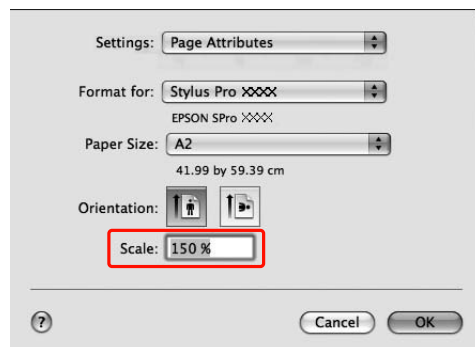 Settings: Page Attributes
Format for: Stylus Pro XXXX
EPSON SPro XXXX
Paper Size: A2
41.99 by 59.39 cm
Orientation:
Scale: 150 %
? Cancel OK